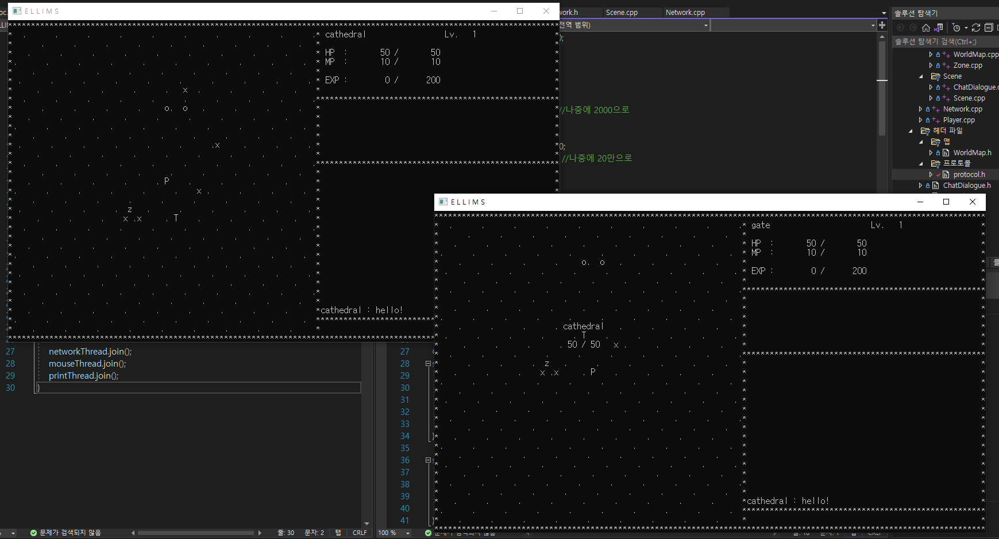 ELLIMS
cathedral Lv. 1
HP : 50 / 50
MP : 10 / 10
EXP : 0 / 200
x
o. o
.x
P
x
z
x .x T
cathedral : hello!
work.h Scene.cpp Network.cpp
전역 범위)
0;
//나중에 2000으로
0;
//나중에 20만으로
솔루션 탐색기
솔루션 탐색기 검색(Ctrl+;)
WorldMap.cpp
Zone.cpp
Scene
ChatDialogue.c
Scene.cpp
Network.cpp
Player.cpp
헤더 파일
맵
WorldMap.h
프로토콜
protocol.h
ChatDialogue.h
ELLIMS
gate Lv. 1
HP : 50 / 50
MP : 10 / 10
EXP : 0 / 200
o. o
cathedral
T
50 / 50 x
z
x .x P
cathedral : hello!
27 networkThread.join();
28 mouseThread.join();
29 printThread.join();
30 }
27 #
28
29
30
31
32
33
34 }
35
36
37
38
39
40
41 }
문제가 검색되지 않음 줄: 30 문자: 2 탭 CRLF
100 %